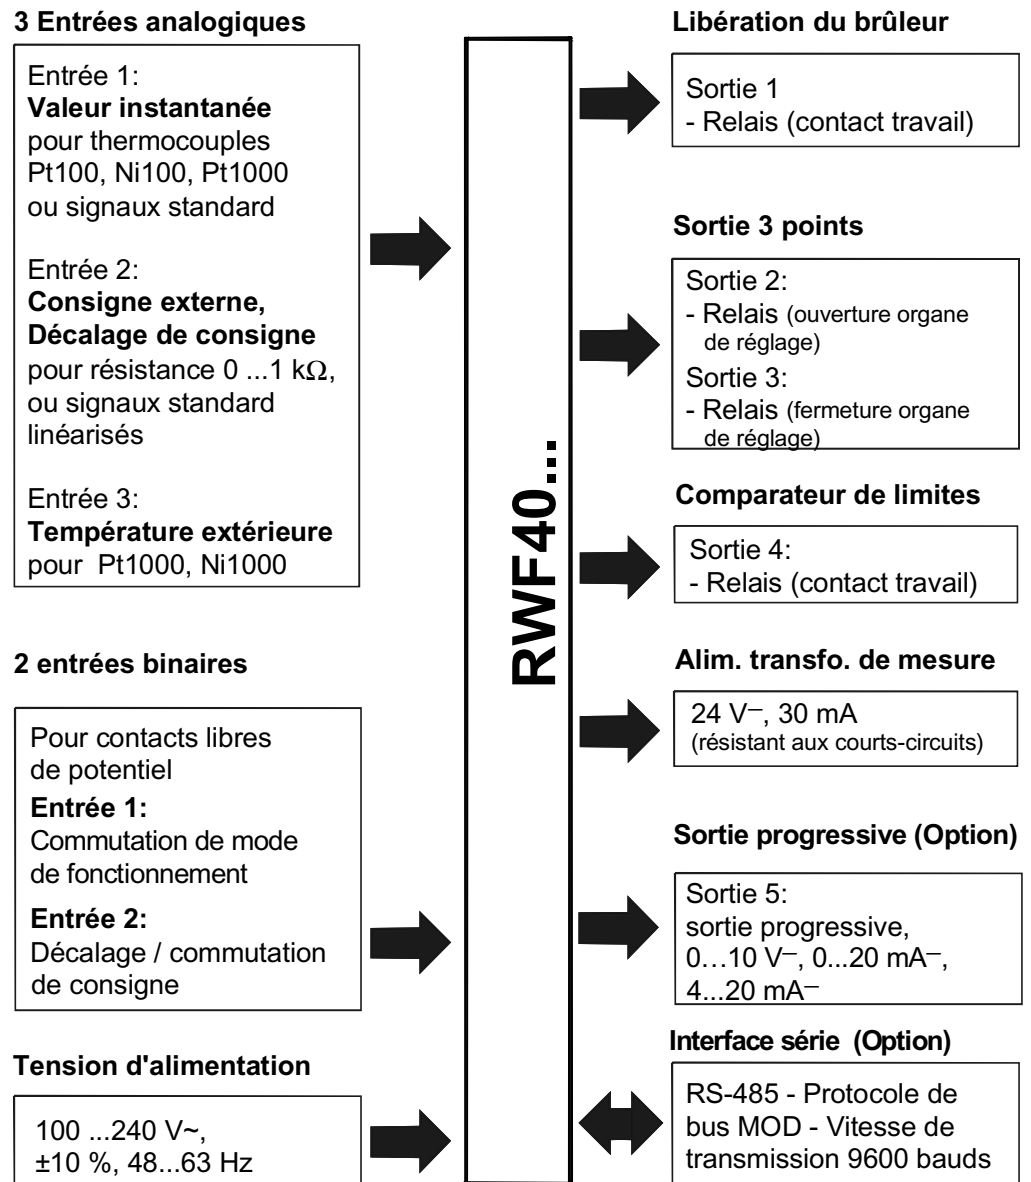 3 Entrées analogiques
Entrée 1:
Valeur instantanée
pour thermocouples
Pt100, Ni100, Pt1000
ou signaux standard
Entrée 2:
Consigne externe,
Décalage de consigne
pour résistance 0 ...1 kΩ,
ou signaux standard
linéarisés
Entrée 3:
Température extérieure
pour Pt1000, Ni1000
2 entrées binaires
Pour contacts libres
de potentiel
Entrée 1:
Commutation de mode
de fonctionnement
Entrée 2:
Décalage / commutation
de consigne
Tension d'alimentation
100 ...240 V~,
±10 %, 48...63 Hz
RWF40...
Libération du brûleur
Sortie 1
- Relais (contact travail)
Sortie 3 points
Sortie 2:
- Relais (ouverture organe
de réglage)
Sortie 3:
- Relais (fermeture organe
de réglage)
Comparateur de limites
Sortie 4:
- Relais (contact travail)
Alim. transfo. de mesure
24 V—, 30 mA
(résistant aux courts-circuits)
Sortie progressive (Option)
Sortie 5:
sortie progressive,
0…10 V—, 0...20 mA—,
4...20 mA—
Interface série (Option)
RS-485 - Protocole de
bus MOD - Vitesse de
transmission 9600 bauds